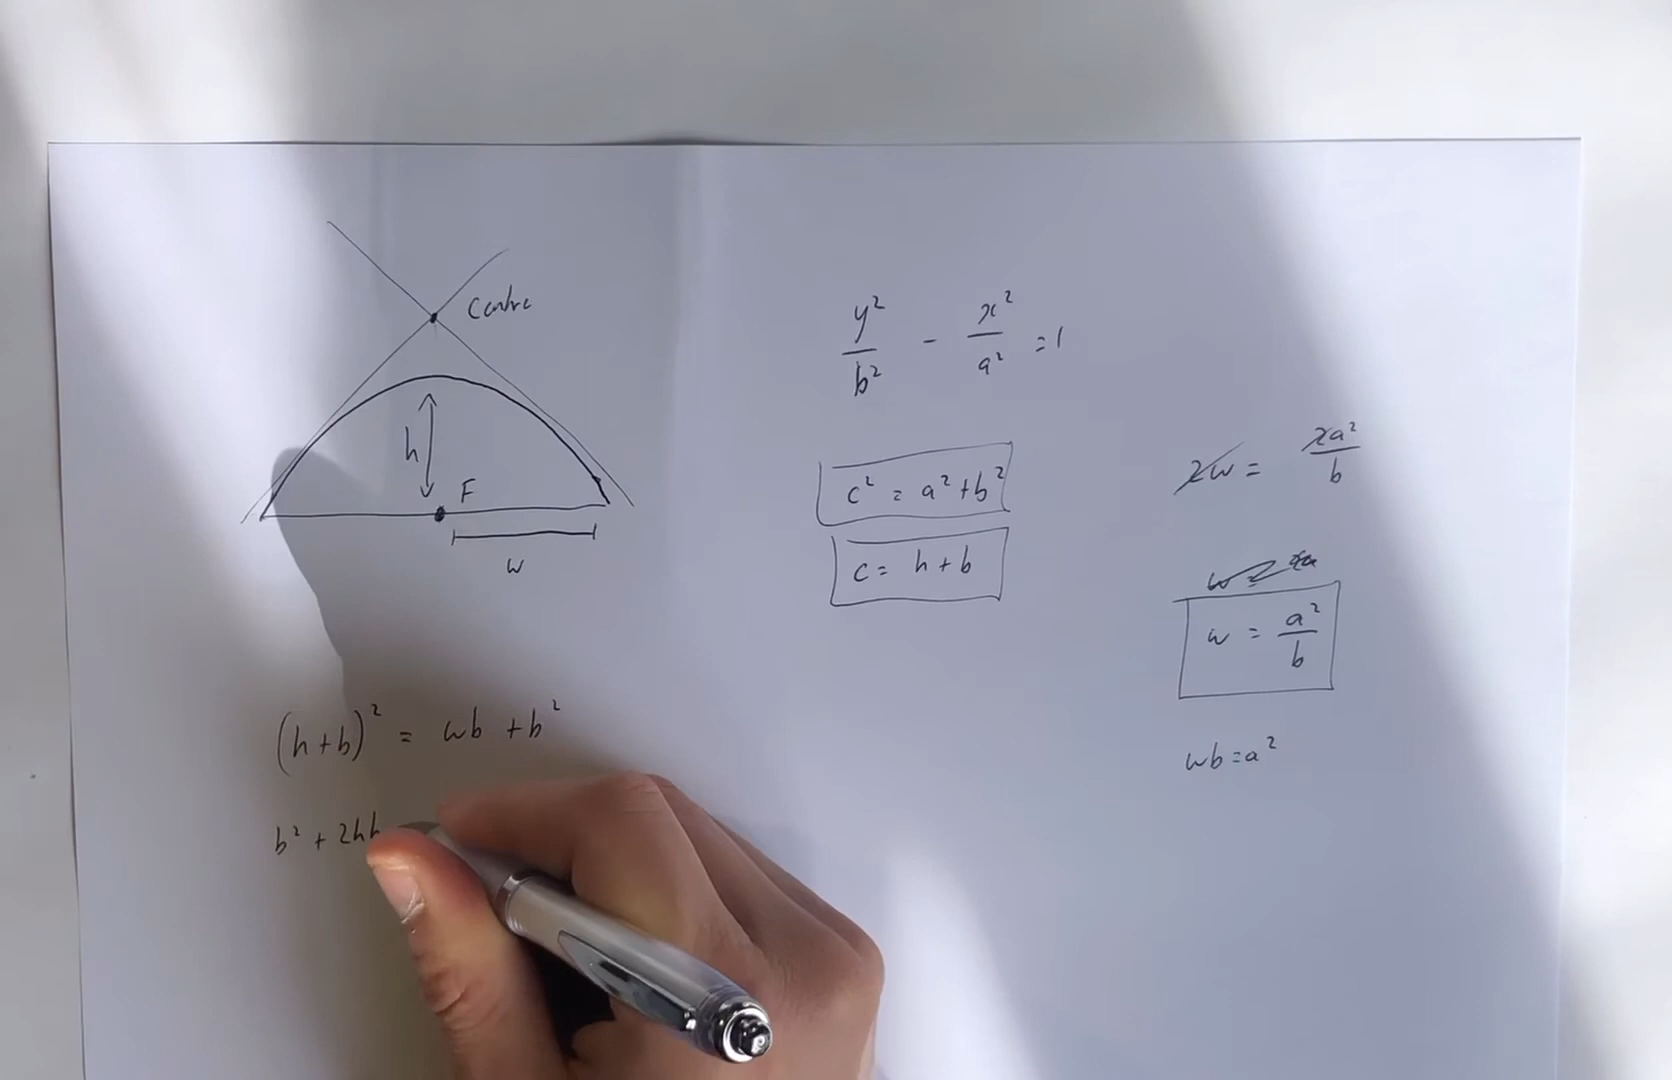 Centre
h
F
w
y²/b² - x²/a² = 1
c² = a² + b²
c = h + b
2w = 2a²/b
w = a²/b
wb = a²
(h+b)² = wb + b²
b² + 2hb